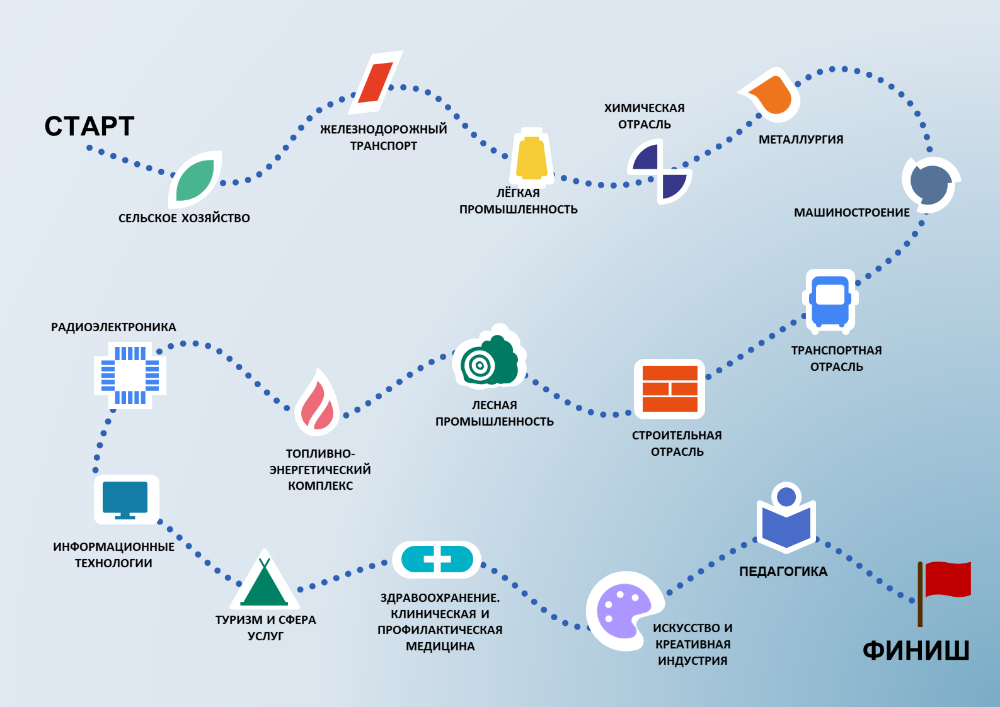 СТАРТ
СЕЛЬСКОЕ ХОЗЯЙСТВО
ЖЕЛЕЗНОДОРОЖНЫЙ
ТРАНСПОРТ
ЛЁГКАЯ
ПРОМЫШЛЕННОСТЬ
ХИМИЧЕСКАЯ
ОТРАСЛЬ
МЕТАЛЛУРГИЯ
МАШИНОСТРОЕНИЕ
ТРАНСПОРТНАЯ
ОТРАСЛЬ
СТРОИТЕЛЬНАЯ
ОТРАСЛЬ
ЛЕСНАЯ
ПРОМЫШЛЕННОСТЬ
ТОПЛИВНО-
ЭНЕРГЕТИЧЕСКИЙ
КОМПЛЕКС
РАДИОЭЛЕКТРОНИКА
ИНФОРМАЦИОННЫЕ
ТЕХНОЛОГИИ
ТУРИЗМ И СФЕРА
УСЛУГ
ЗДРАВООХРАНЕНИЕ.
КЛИНИЧЕСКАЯ И
ПРОФИЛАКТИЧЕСКАЯ
МЕДИЦИНА
ИСКУССТВО И
КРЕАТИВНАЯ
ИНДУСТРИЯ
ПЕДАГОГИКА
ФИНИШ